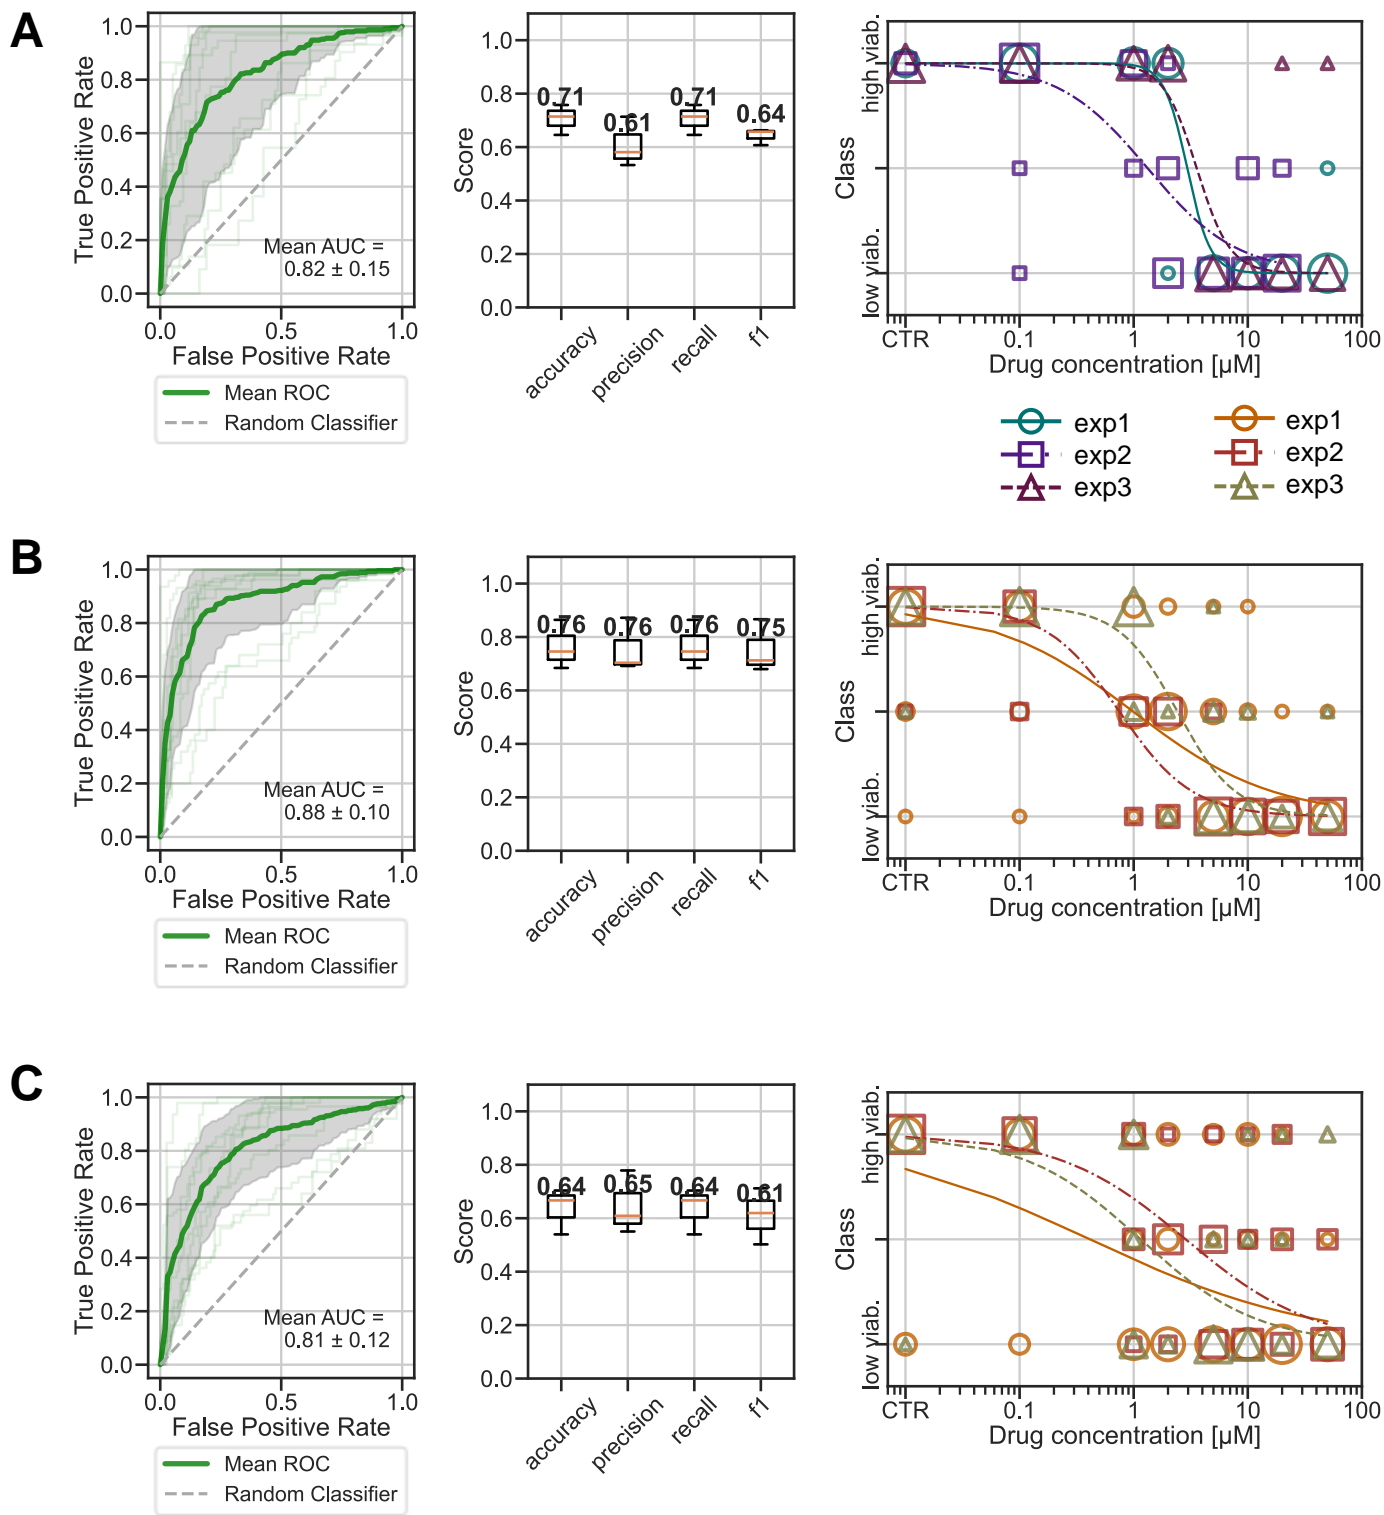 A
True Positive Rate
1.0
0.8
0.6
0.4
0.2
0.0
Mean AUC =
0.82 ± 0.15
0.0
0.5
1.0
False Positive Rate
Mean ROC
Random Classifier
Score
1.0
0.8
0.6
0.4
0.2
0.0
0.71
0.61
0.71
0.64
accuracy
precision
recall
f1
Class
high viab.
low viab.
CTR
0.1
1
10
100
Drug concentration [µM]
exp1
exp2
exp3
exp1
exp2
exp3
B
True Positive Rate
1.0
0.8
0.6
0.4
0.2
0.0
Mean AUC =
0.88 ± 0.10
0.0
0.5
1.0
False Positive Rate
Mean ROC
Random Classifier
Score
1.0
0.8
0.6
0.4
0.2
0.0
0.76
0.76
0.76
0.75
accuracy
precision
recall
f1
Class
high viab.
low viab.
CTR
0.1
1
10
100
Drug concentration [µM]
C
True Positive Rate
1.0
0.8
0.6
0.4
0.2
0.0
Mean AUC =
0.81 ± 0.12
0.0
0.5
1.0
False Positive Rate
Mean ROC
Random Classifier
Score
1.0
0.8
0.6
0.4
0.2
0.0
0.64
0.65
0.64
0.61
accuracy
precision
recall
f1
Class
high viab.
low viab.
CTR
0.1
1
10
100
Drug concentration [µM]